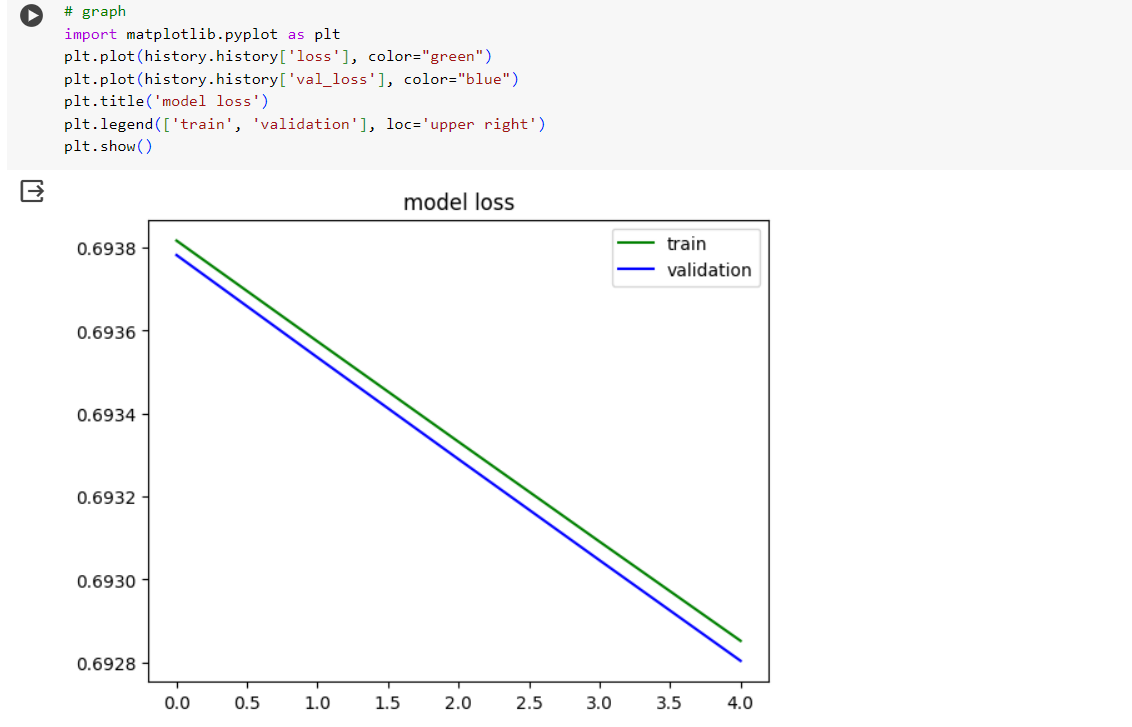 # graph
import matplotlib.pyplot as plt
plt.plot(history.history['loss'], color="green")
plt.plot(history.history['val_loss'], color="blue")
plt.title('model loss')
plt.legend(['train', 'validation'], loc='upper right')
plt.show()
model loss
train
validation
0.6938
0.6936
0.6934
0.6932
0.6930
0.6928
0.0 0.5 1.0 1.5 2.0 2.5 3.0 3.5 4.0